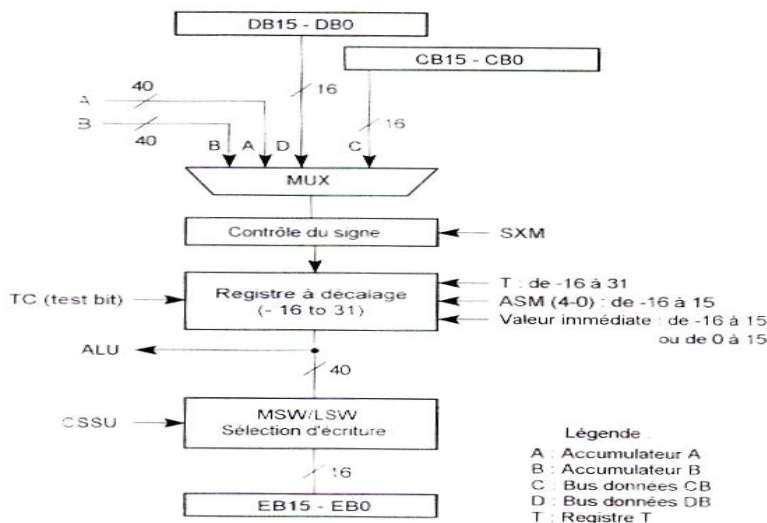 DB15 - DB0
CB15 - CB0
40
16
A
B
40
16
B A D C
MUX
Contrôle du signe
SXM
T : de -16 à 31
TC (test bit)
Registre à décalage
(- 16 to 31)
ASM (4-0) : de -16 à 15
Valeur immédiate : de -16 à 15
ou de 0 à 15
ALU
40
CSSU
MSW/LSW
Sélection d'écriture
16
EB15 - EB0
Légende :
A : Accumulateur A
B : Accumulateur B
C : Bus données CB
D : Bus données DB
T : Registre T